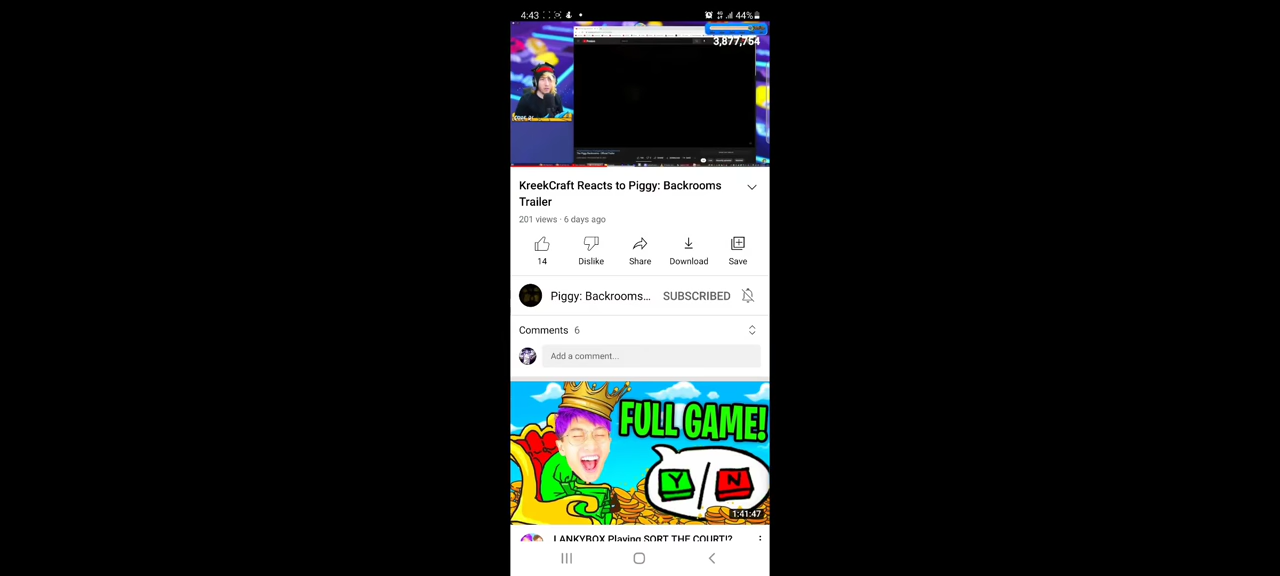 4:43
44%
3,877,754
KreekCraft Reacts to Piggy: Backrooms
Trailer
201 views · 6 days ago
14
Dislike
Share
Download
Save
Piggy: Backrooms...
SUBSCRIBED
Comments 6
Add a comment...
FULL GAME!
Y / N
1:41:47
LANKYBOX Playing SORT THE COURT!?